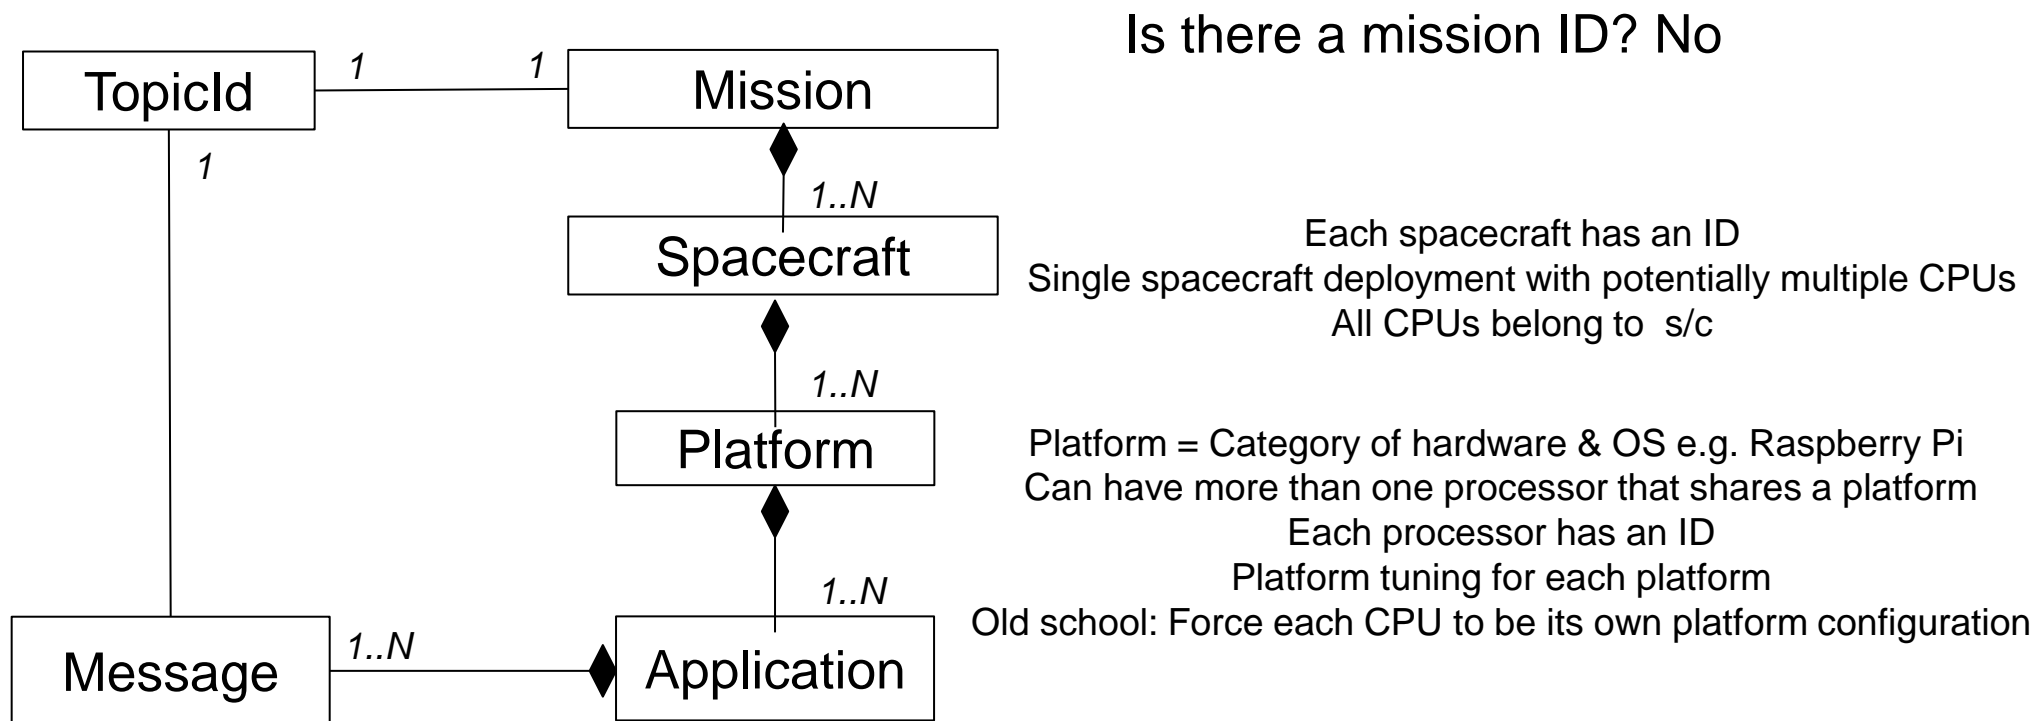 Is there a mission ID? No
TopicId
1
1
Mission
1
1..N
Spacecraft
Each spacecraft has an ID
Single spacecraft deployment with potentially multiple CPUs
All CPUs belong to  s/c
1..N
Platform
Platform = Category of hardware & OS e.g. Raspberry Pi
Can have more than one processor that shares a platform
Each processor has an ID
Platform tuning for each platform
Old school: Force each CPU to be its own platform configuration
1..N
Message
1..N
Application